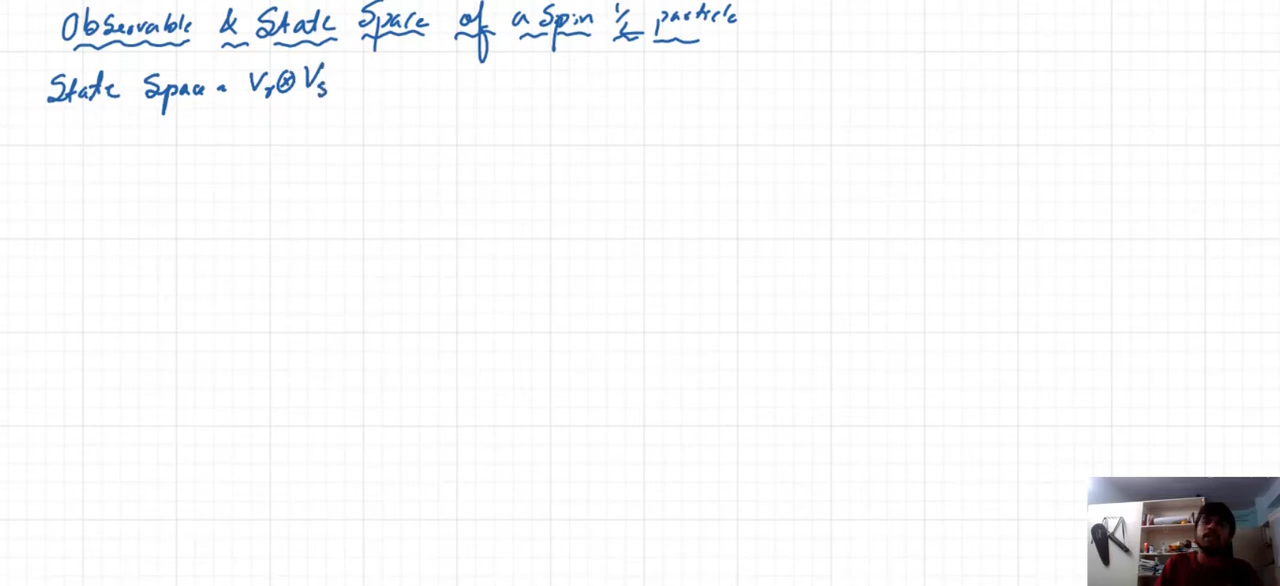 Observable & State Space of a Spin 1/2 particle
State Space = Vr⊗Vs